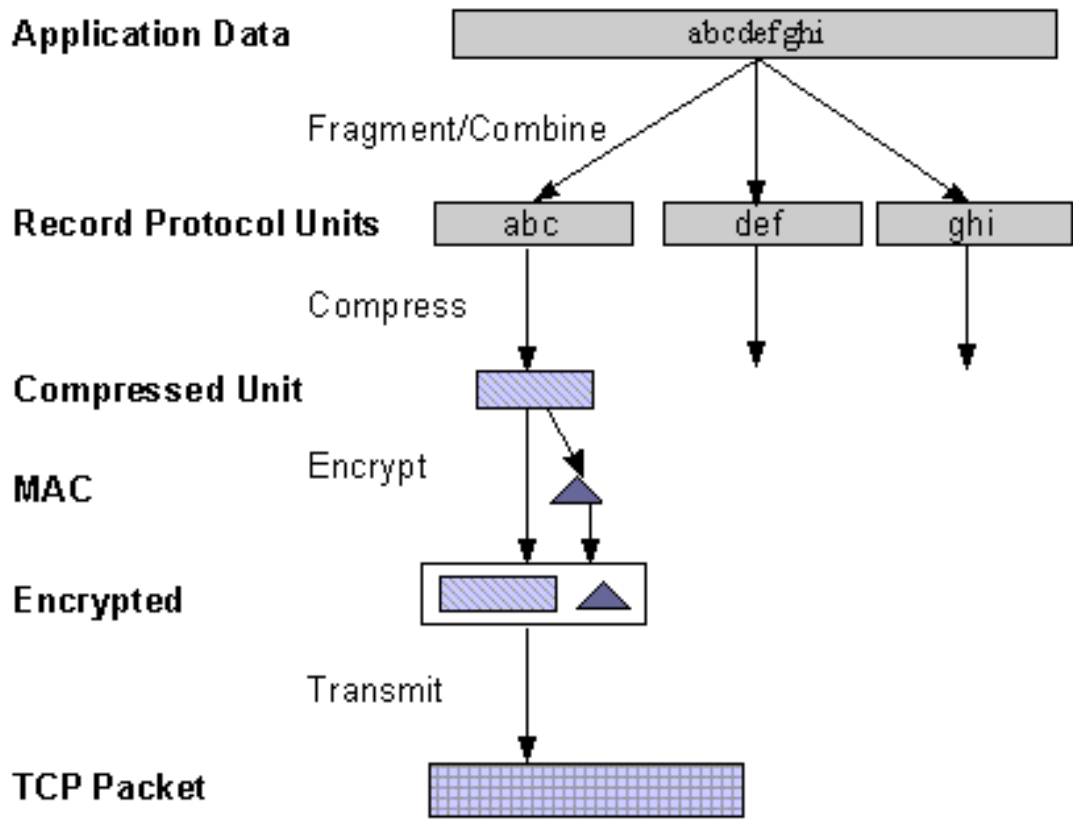 Application Data
abcdefghi
Fragment/Combine
Record Protocol Units
abc
def
ghi
Compress
Compressed Unit
Encrypt
MAC
Encrypted
Transmit
TCP Packet